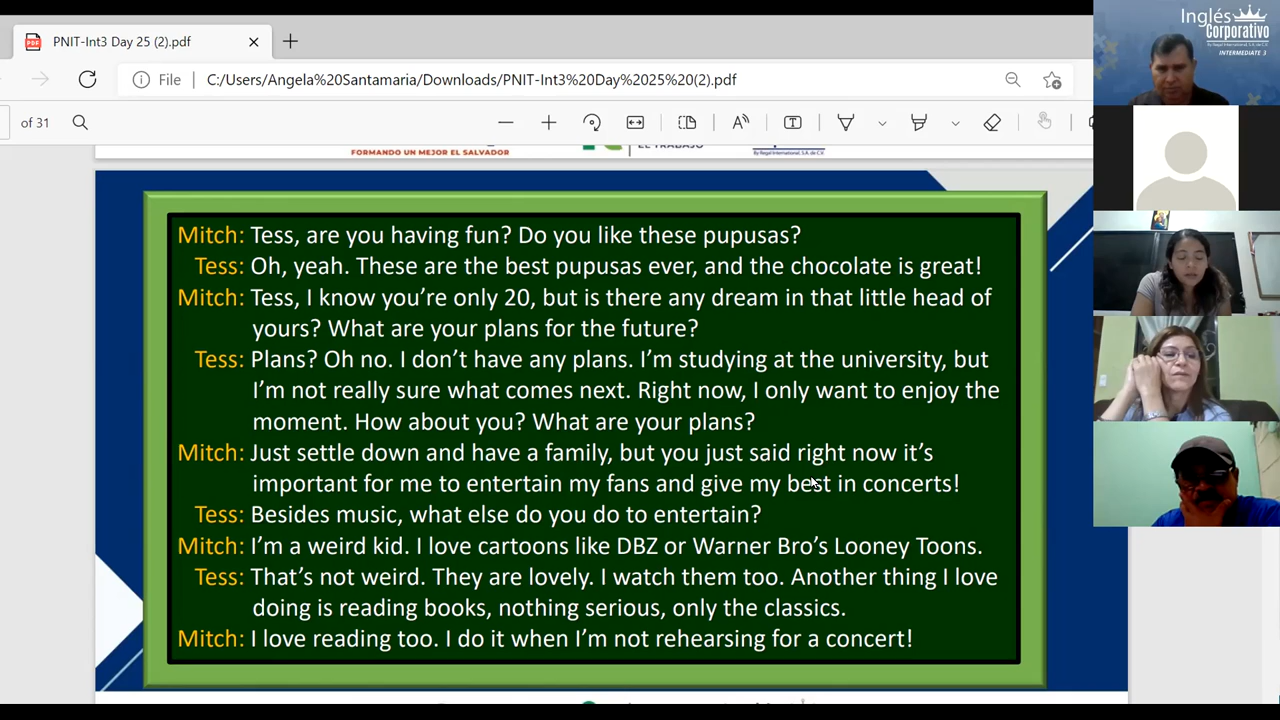 PNIT-Int3 Day 25 (2).pdf
File
C:/Users/Angela%20Santamaria/Downloads/PNIT-Int3%20Day%2025%20(2).pdf
of 31
FORMANDO UN MEJOR EL SALVADOR
EL TRABAJO
By Regal International, S.A. de C.V.
Mitch: Tess, are you having fun? Do you like these pupusas?
Tess: Oh, yeah. These are the best pupusas ever, and the chocolate is great!
Mitch: Tess, I know you're only 20, but is there any dream in that little head of
yours? What are your plans for the future?
Tess: Plans? Oh no. I don't have any plans. I'm studying at the university, but
I'm not really sure what comes next. Right now, I only want to enjoy the
moment. How about you? What are your plans?
Mitch: Just settle down and have a family, but you just said right now it's
important for me to entertain my fans and give my best in concerts!
Tess: Besides music, what else do you do to entertain?
Mitch: I'm a weird kid. I love cartoons like DBZ or Warner Bro's Looney Toons.
Tess: That's not weird. They are lovely. I watch them too. Another thing I love
doing is reading books, nothing serious, only the classics.
Mitch: I love reading too. I do it when I'm not rehearsing for a concert!
Inglés
Corporativo
By Regal International, S.A. de C.V.
INTERMEDIATE 3